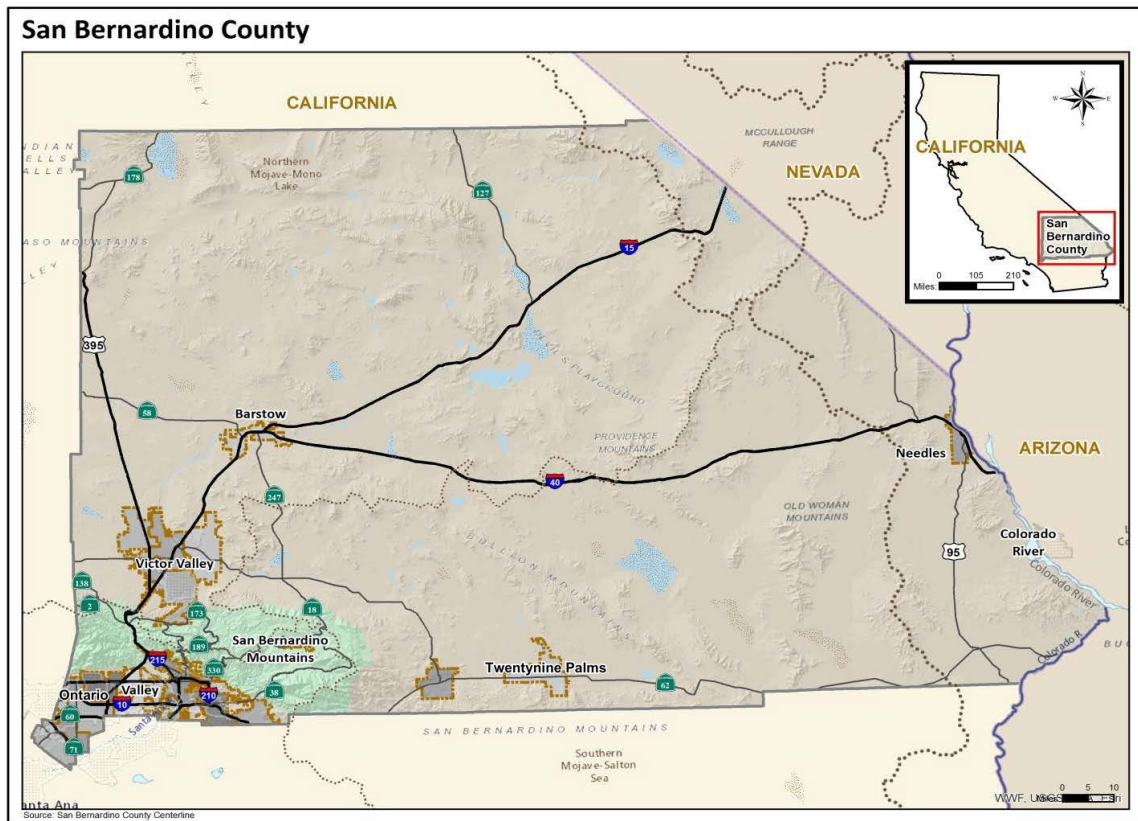 San Bernardino County
CALIFORNIA
MCCULLOUGH
RANGE
NEVADA
CALIFORNIA
San
Bernardino
County
Miles:
0 105 210
N
W E
S
Northern
Mojave-Mono
Lake
178
127
15
395
DEVILS PLAYGROUND
58
Barstow
PROVIDENCE
MOUNTAINS
Needles
ARIZONA
40
247
OLD WOMAN
MOUNTAINS
BULLION MOUNTAINS
95
Colorado
River
Colorado River
Colorado R
Victor Valley
138
2
173
18
189
San Bernardino
Mountains
215
330
Ontario
Valley
10
210
38
60
71
Twentynine Palms
62
SAN BERNARDINO MOUNTAINS
Southern
Mojave-Salton
Sea
0 5 10
Source: San Bernardino County Centerline